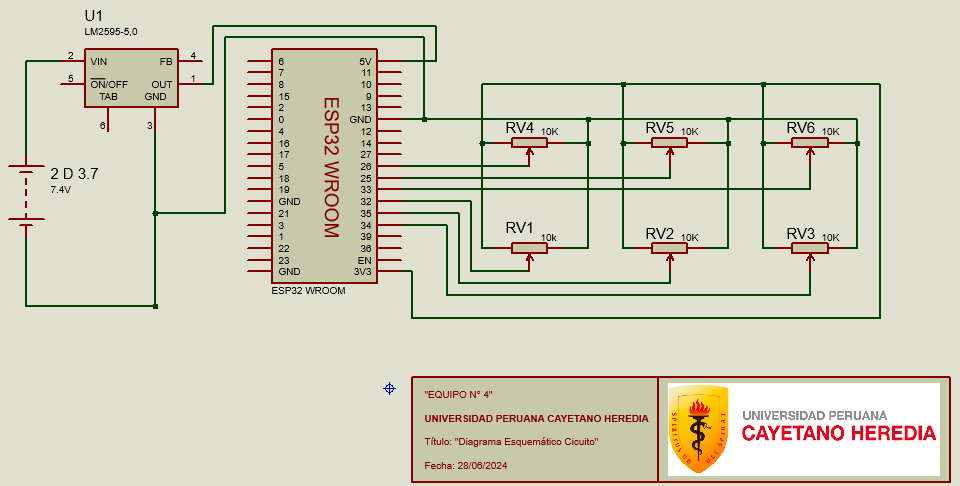 U1
LM2595-5,0
2
VIN
FB
4
5
ON/OFF
OUT
1
TAB
GND
6
3
2 D 3.7
7.4V
6
7
8
15
2
0
4
16
17
5
18
19
GND
21
3
1
22
23
GND
ESP32 WROOM
5V
11
10
9
13
GND
12
14
27
26
25
33
32
35
34
39
36
EN
3V3
ESP32 WROOM
RV4 10K
RV5 10K
RV6 10K
RV1 10k
RV2 10K
RV3 10K
"EQUIPO N° 4"
UNIVERSIDAD PERUANA CAYETANO HEREDIA
Título: "Diagrama Esquemático Cicuito"
Fecha: 28/06/2024
UNIVERSIDAD PERUANA
CAYETANO HEREDIA